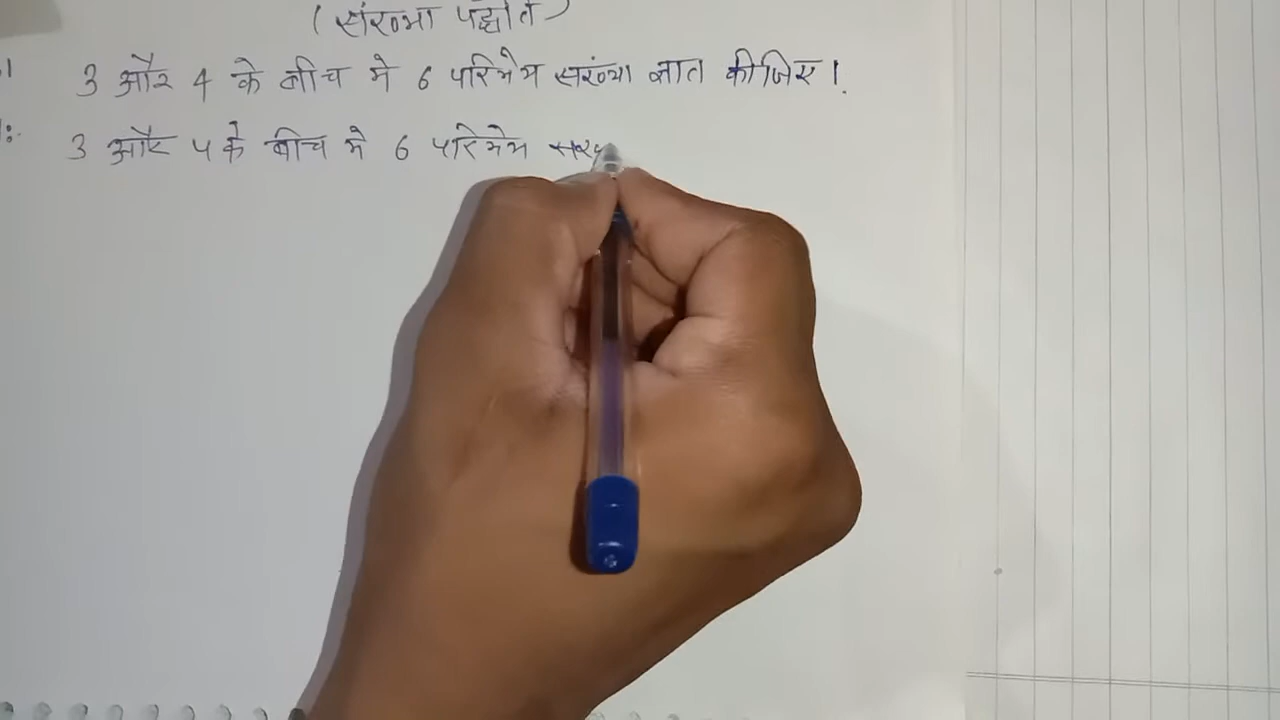 (संख्या पद्धति)
3 और 4 के बीच मे 6 परिमेय संख्या ज्ञात कीजिए।
3 और 4 के बीच मे 6 परिमेय